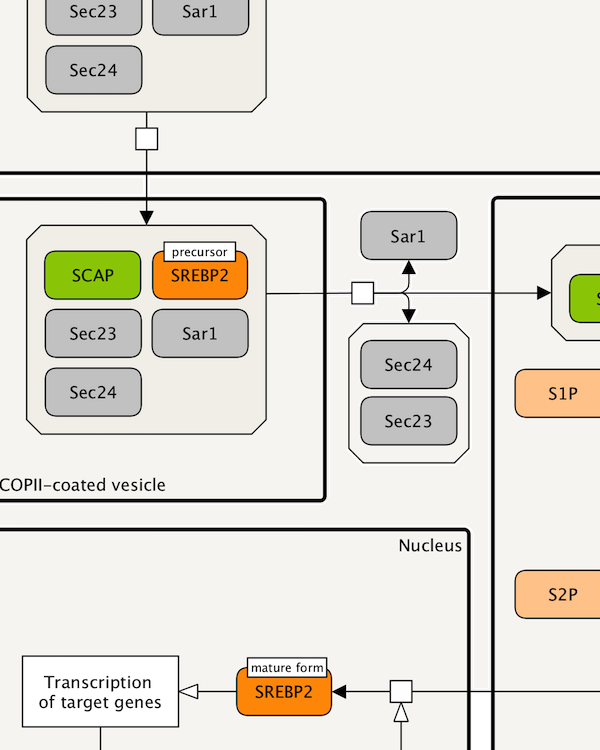 Sec23
Sar1
Sec24
precursor
SCAP
SREBP2
Sec23
Sar1
Sec24
COPII-coated vesicle
Sar1
Sec24
Sec23
S1P
S2P
Nucleus
Transcription
of target genes
mature form
SREBP2